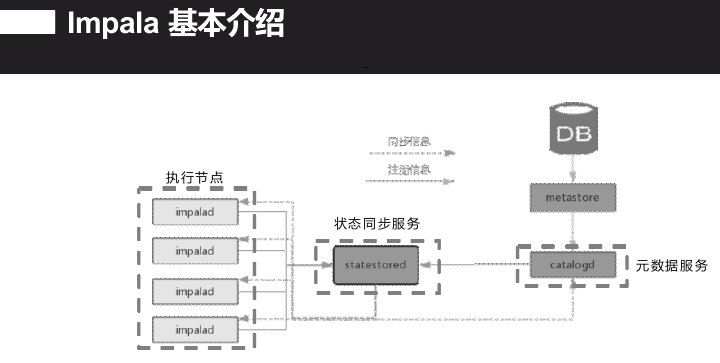 Impala 基本介绍
DB
同步信息
注册信息
执行节点
metastore
impalad
状态同步服务
impalad
statestored
catalogd
元数据服务
impalad
impalad